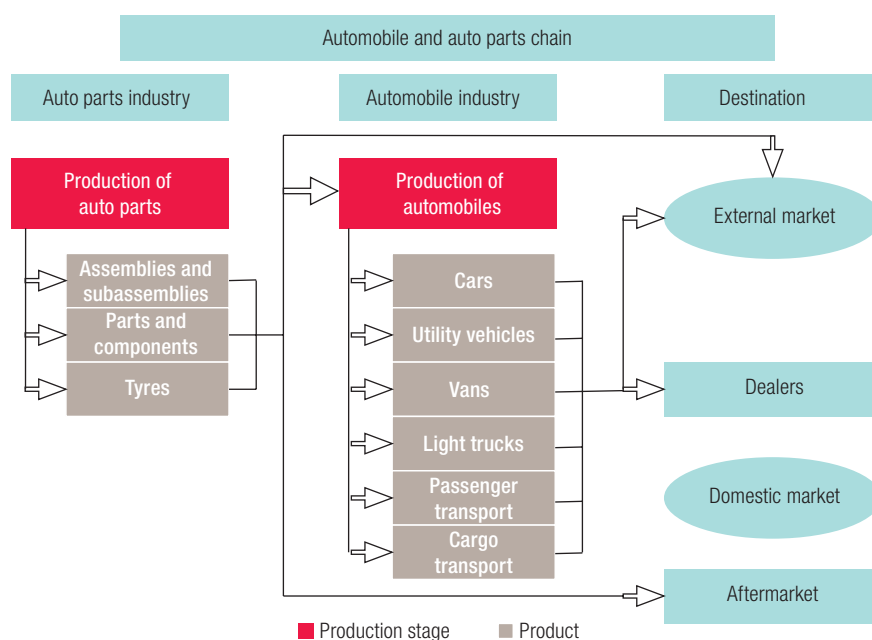 Automobile and auto parts chain
Auto parts industry
Automobile industry
Destination
Production of
auto parts
Production of
automobiles
External market
Assemblies and
subassemblies
Parts and
components
Tyres
Cars
Utility vehicles
Vans
Light trucks
Passenger
transport
Cargo
transport
Dealers
Domestic market
Aftermarket
Production stage
Product